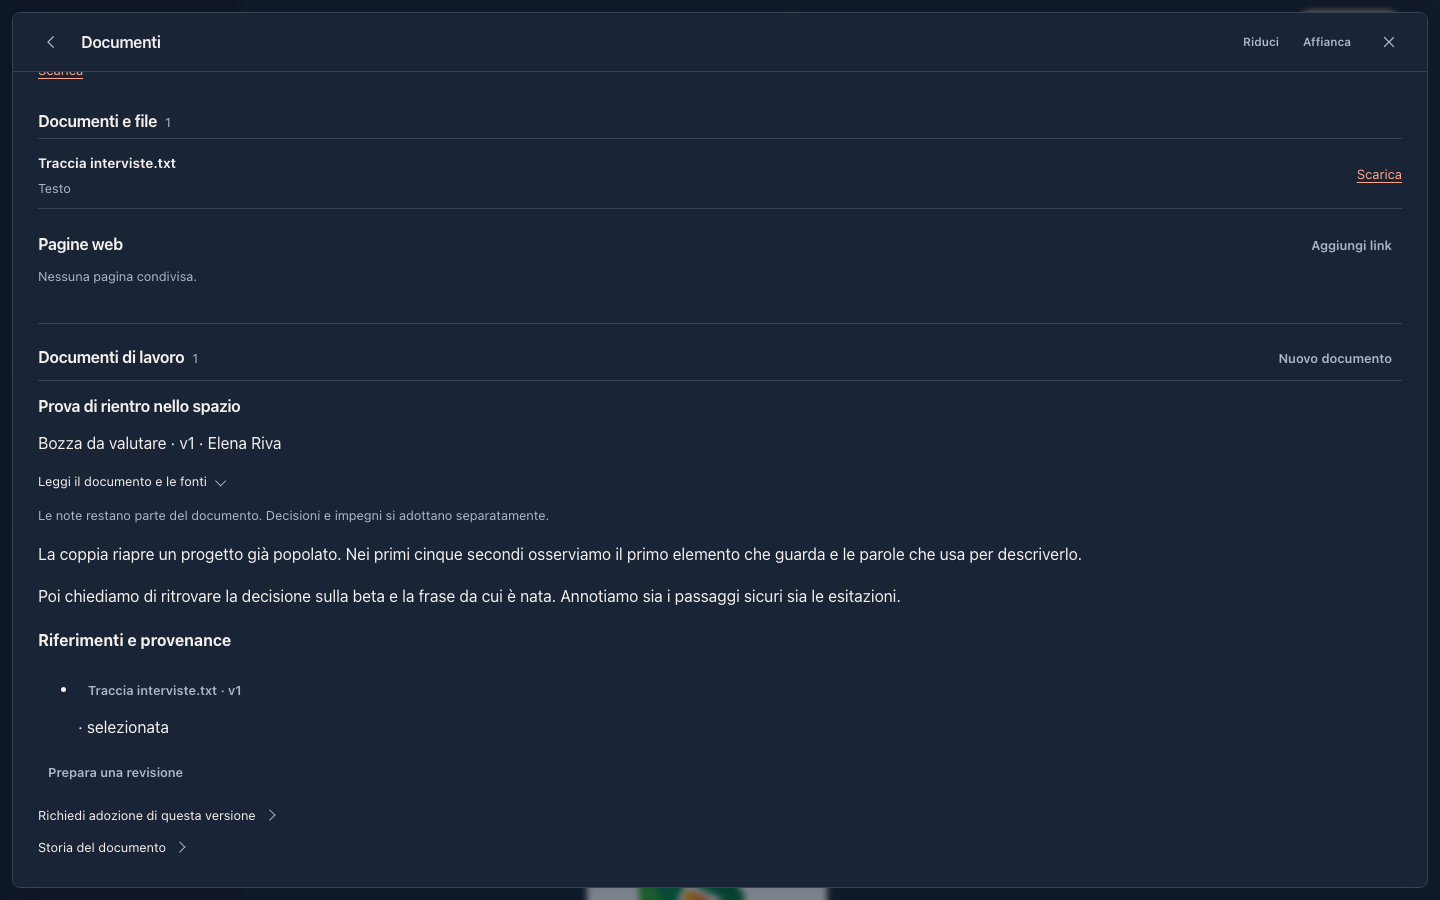 Documenti
Riduci
Affianca
Scarica
Documenti e file 1
Traccia interviste.txt
Testo
Scarica
Pagine web
Aggiungi link
Nessuna pagina condivisa.
Documenti di lavoro 1
Nuovo documento
Prova di rientro nello spazio
Bozza da valutare · v1 · Elena Riva
Leggi il documento e le fonti
Le note restano parte del documento. Decisioni e impegni si adottano separatamente.
La coppia riapre un progetto già popolato. Nei primi cinque secondi osserviamo il primo elemento che guarda e le parole che usa per descriverlo.
Poi chiediamo di ritrovare la decisione sulla beta e la frase da cui è nata. Annotiamo sia i passaggi sicuri sia le esitazioni.
Riferimenti e provenance
• Traccia interviste.txt · v1
· selezionata
Prepara una revisione
Richiedi adozione di questa versione
Storia del documento